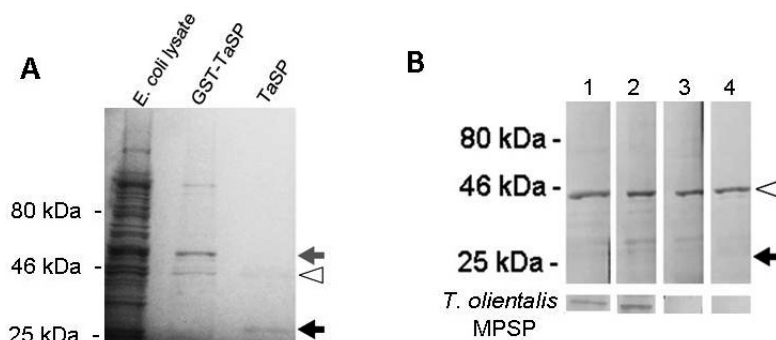 A
E. coli lysate
GST-TaSP
TaSP
80 kDa -
46 kDa -
25 kDa
B
1 2 3 4
80 kDa -
46 kDa -
25 kDa -
T. olientalis
MPSP